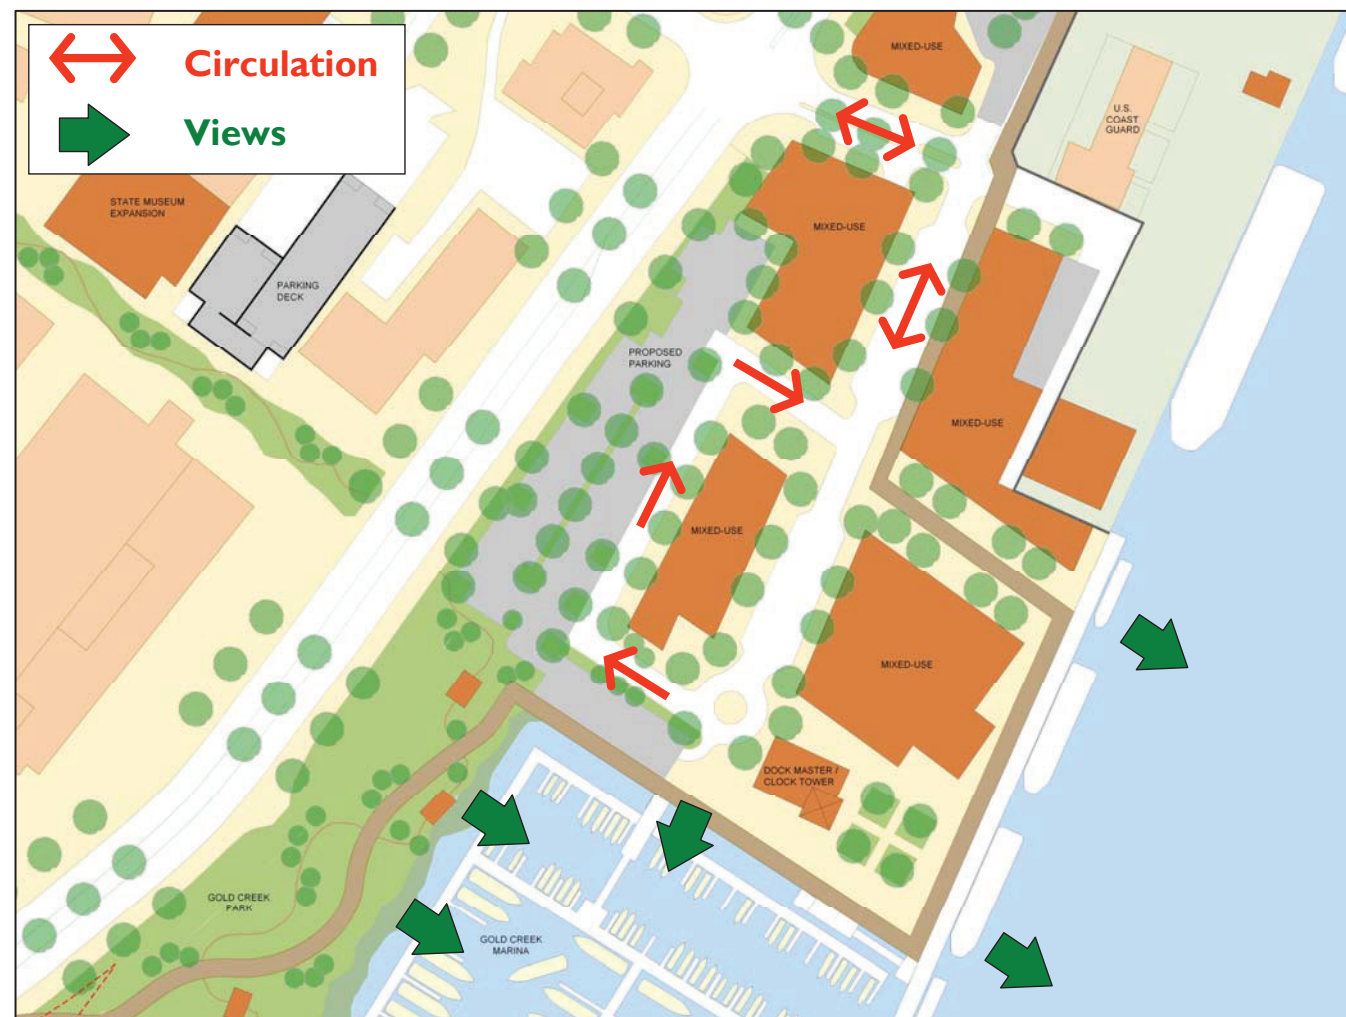 Circulation
Views
MIXED-USE
U.S.
COAST
GUARD
STATE MUSEUM
EXPANSION
MIXED-USE
PARKING
DECK
PROPOSED
PARKING
MIXED-USE
MIXED-USE
MIXED-USE
DOCK MASTER /
CLOCK TOWER
GOLD CREEK
PARK
GOLD CREEK
MARINA